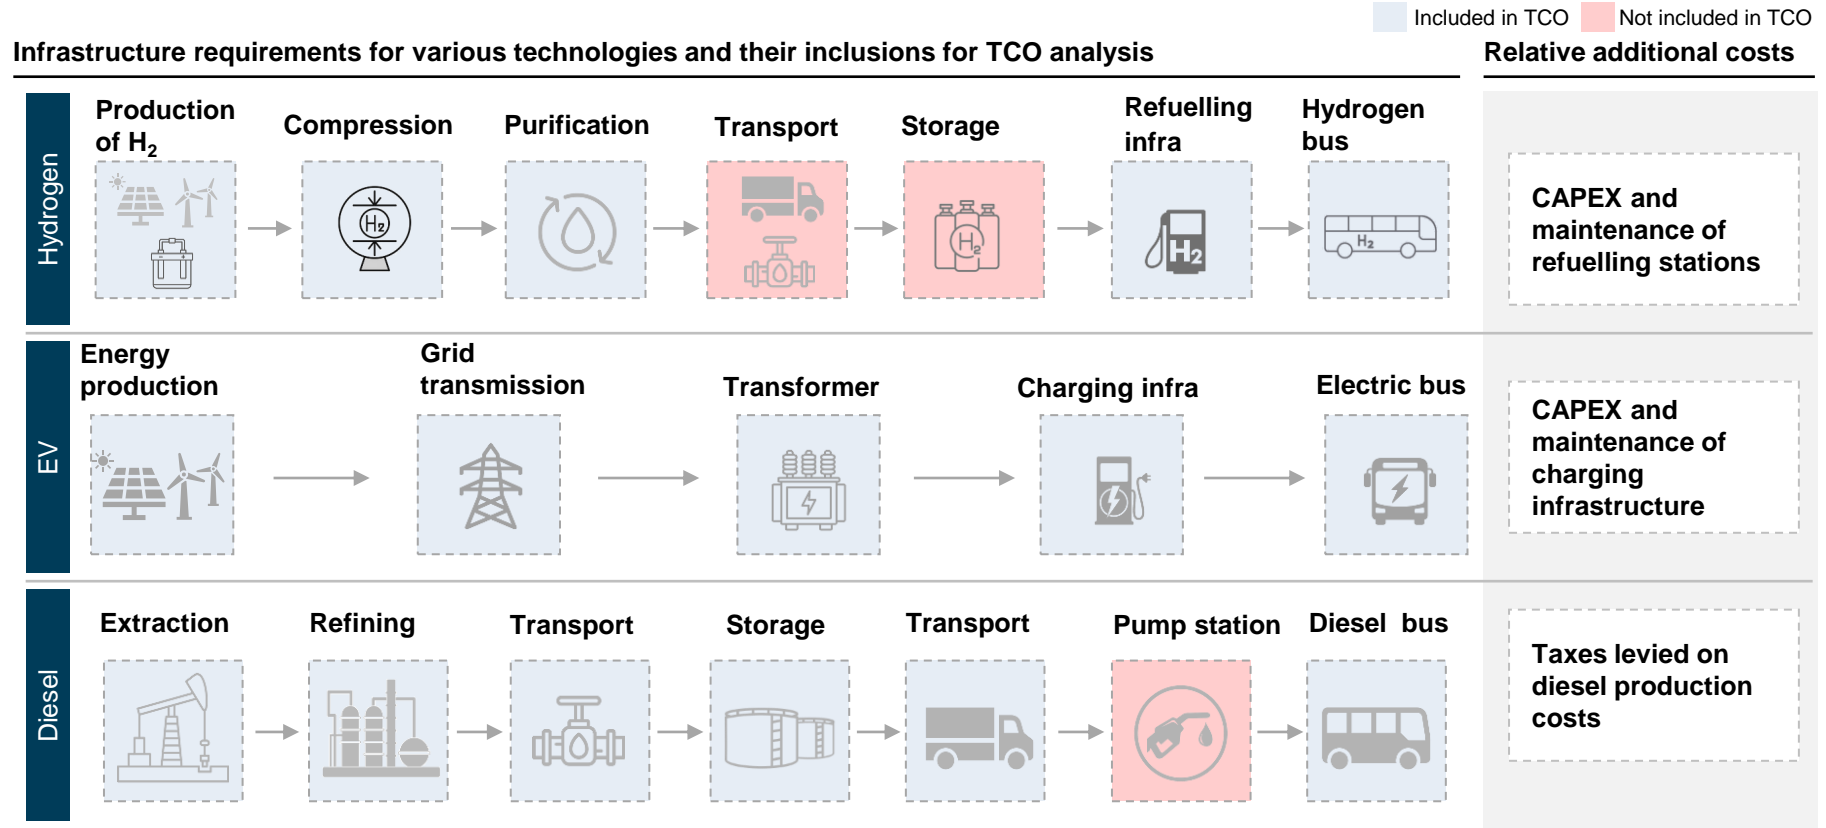 Included in TCO
Not included in TCO
Infrastructure requirements for various technologies and their inclusions for TCO analysis
Relative additional costs
Hydrogen
Production
of H₂
Compression
Purification
Transport
Storage
Refuelling
infra
Hydrogen
bus
H₂
H₂
H₂
H₂
CAPEX and
maintenance of
refuelling stations
EV
Energy
production
Grid
transmission
Transformer
Charging infra
Electric bus
CAPEX and
maintenance of
charging
infrastructure
Diesel
Extraction
Refining
Transport
Storage
Transport
Pump station
Diesel bus
Taxes levied on
diesel production
costs